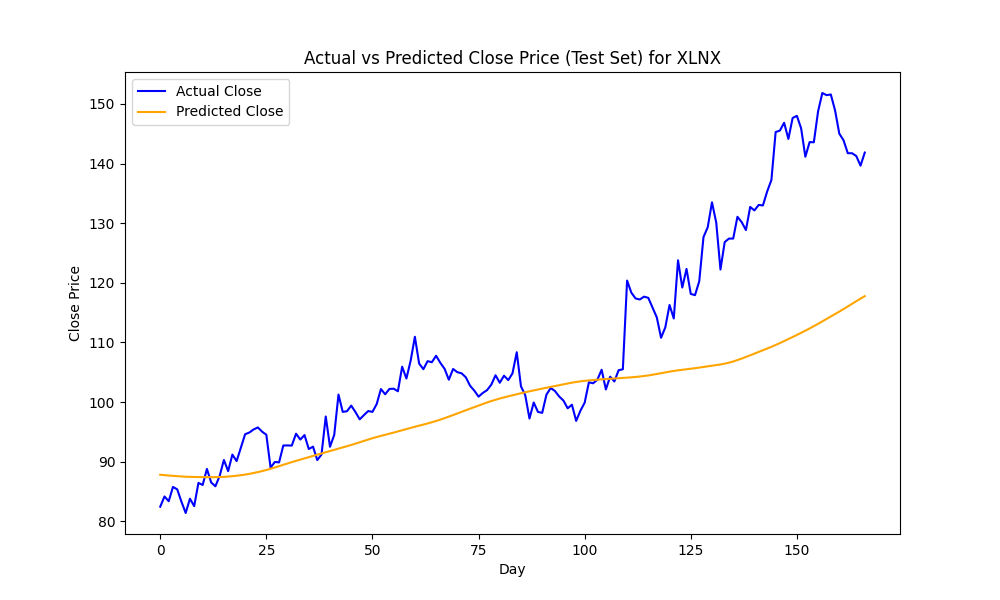 Actual vs Predicted Close Price (Test Set) for XLNX
Actual Close
Predicted Close
Close Price
150
140
130
120
110
100
90
80
0 25 50 75 100 125 150
Day